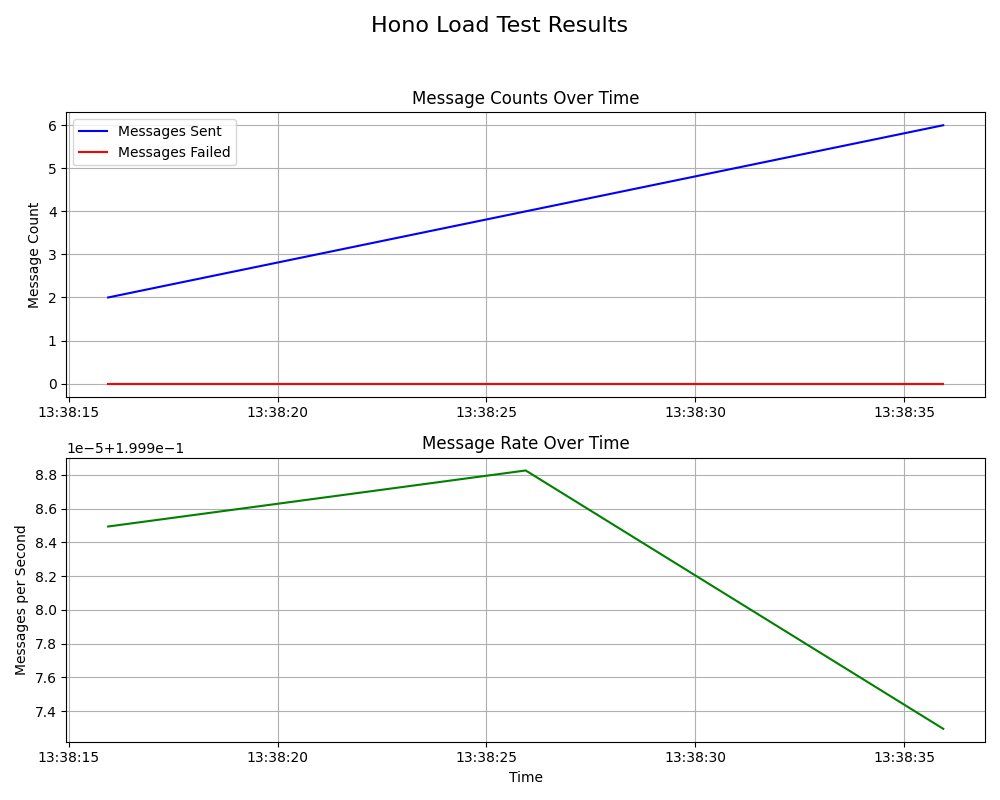 Hono Load Test Results
Message Counts Over Time
Messages Sent
Messages Failed
Message Count
6
5
4
3
2
1
0
13:38:15 13:38:20 13:38:25 13:38:30 13:38:35
1e−5+1.999e−1
Message Rate Over Time
Messages per Second
8.8
8.6
8.4
8.2
8.0
7.8
7.6
7.4
13:38:15 13:38:20 13:38:25 13:38:30 13:38:35
Time